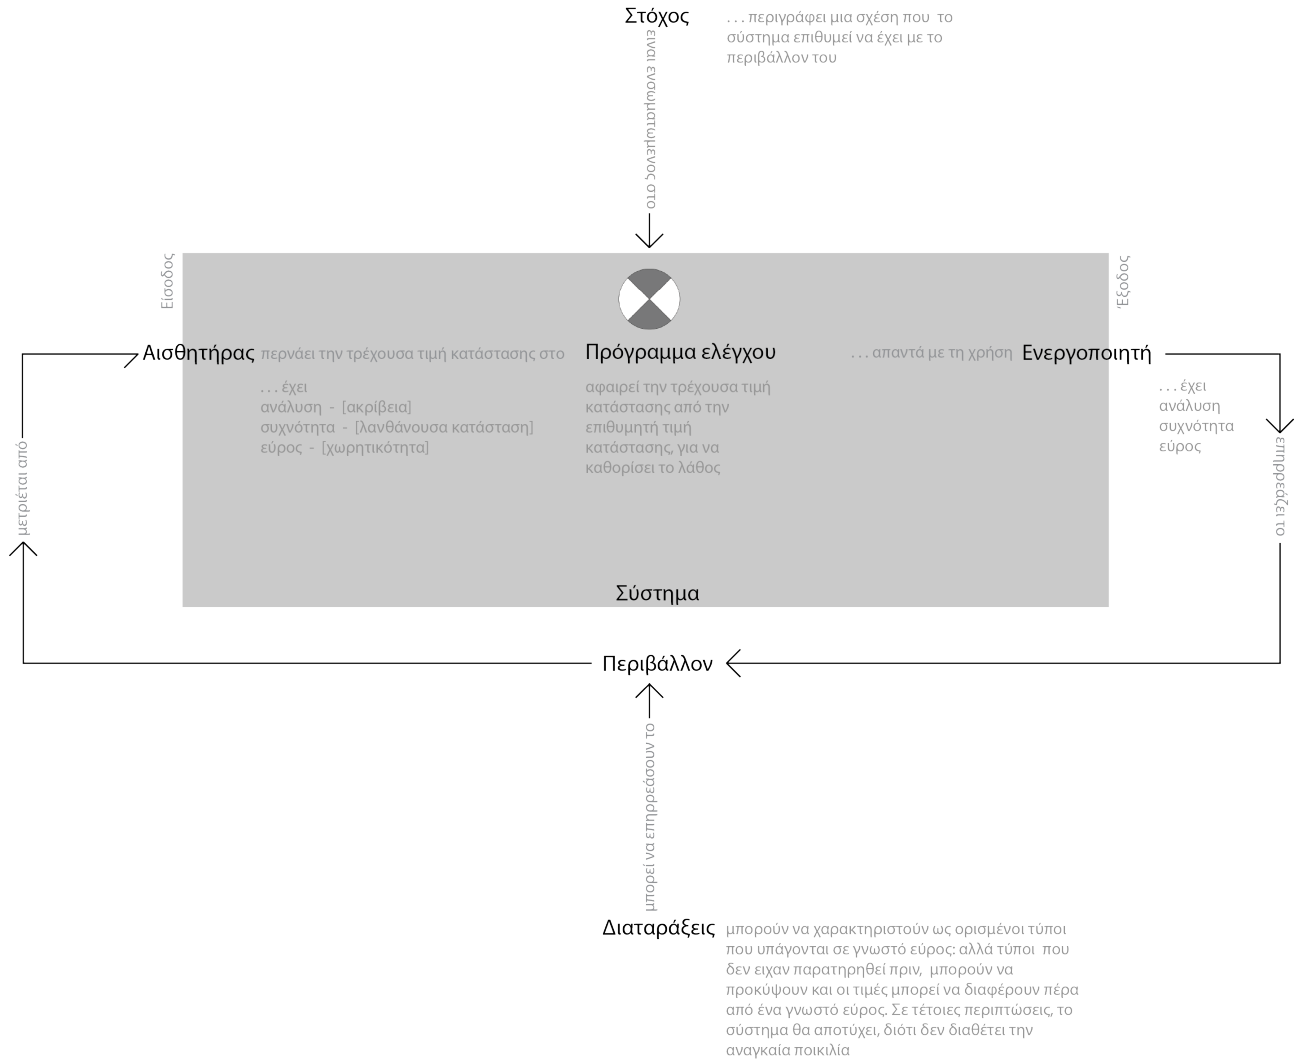 Στόχος
. . . περιγράφει μια σχέση που το
σύστημα επιθυμεί να έχει με το
περιβάλλον του
ειναι ενσωματωμενος στο
Είσοδος
Έξοδος
Αισθητήρας
περνάει την τρέχουσα τιμή κατάστασης στο
Πρόγραμμα ελέγχου
. . . απαντά με τη χρήση
Ενεργοποιητή
. . . έχει
ανάλυση - [ακρίβεια]
συχνότητα - [λανθάνουσα κατάσταση]
εύρος - [χωρητικότητα]
αφαιρεί την τρέχουσα τιμή
κατάστασης από την
επιθυμητή τιμή
κατάστασης, για να
καθορίσει το λάθος
. . . έχει
ανάλυση
συχνότητα
εύρος
μετριέται από
επηρρεάζει το
Σύστημα
Περιβάλλον
μπορεί να επηρρεάσουν το
Διαταράξεις
μπορούν να χαρακτηριστούν ως ορισμένοι τύποι
που υπάγονται σε γνωστό εύρος: αλλά τύποι που
δεν ειχαν παρατηρηθεί πριν, μπορούν να
προκύψουν και οι τιμές μπορεί να διαφέρουν πέρα
από ένα γνωστό εύρος. Σε τέτοιες περιπτώσεις, το
σύστημα θα αποτύχει, διότι δεν διαθέτει την
αναγκαία ποικιλία